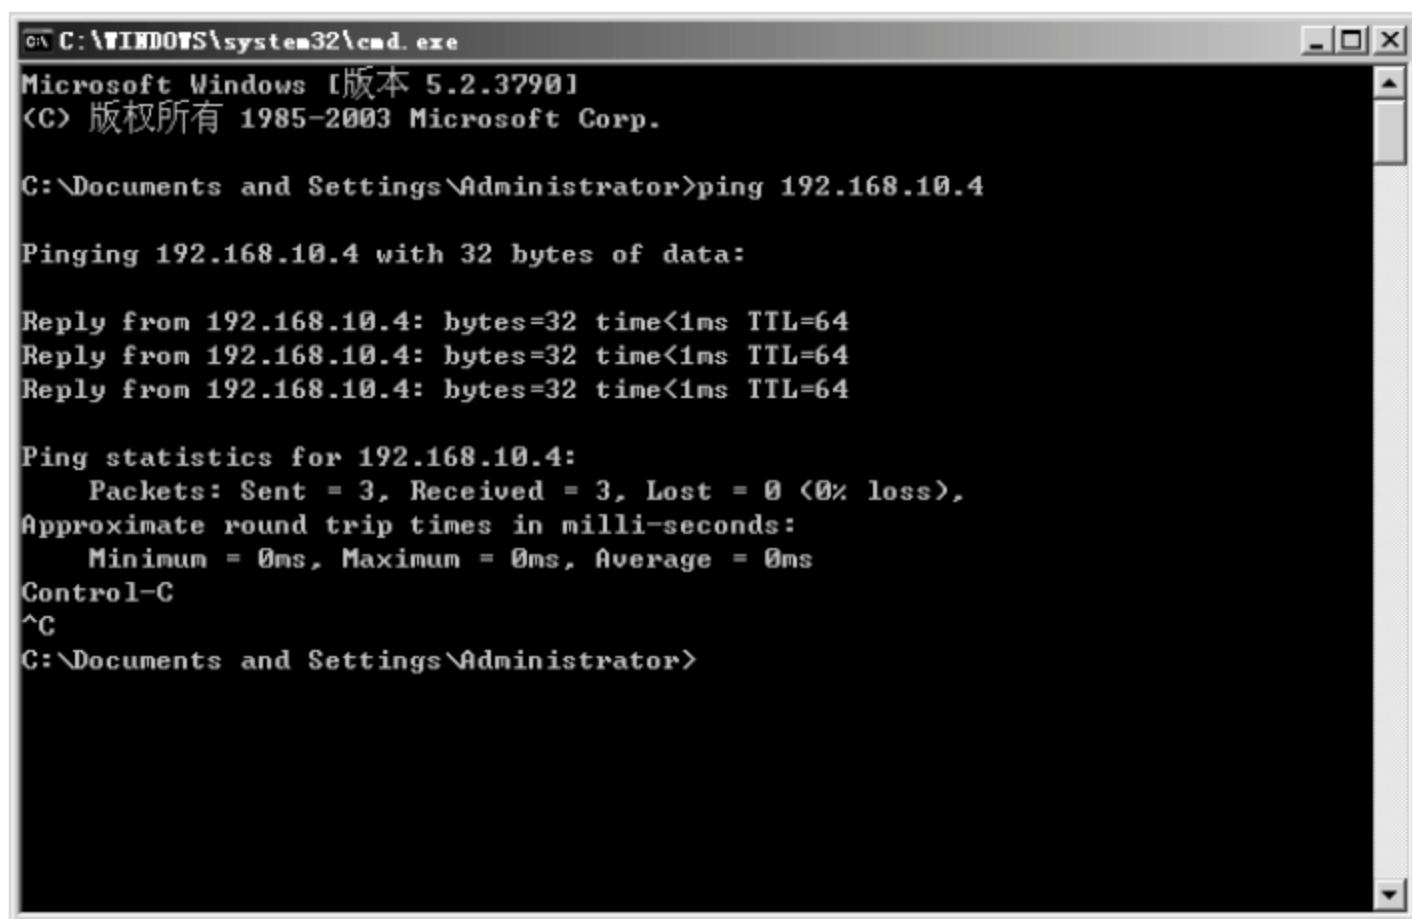 C:\WINDOWS\system32\cmd.exe
Microsoft Windows [版本 5.2.3790]
(C) 版权所有 1985-2003 Microsoft Corp.
C:\Documents and Settings\Administrator>ping 192.168.10.4
Pinging 192.168.10.4 with 32 bytes of data:
Reply from 192.168.10.4: bytes=32 time<1ms TTL=64
Reply from 192.168.10.4: bytes=32 time<1ms TTL=64
Reply from 192.168.10.4: bytes=32 time<1ms TTL=64
Ping statistics for 192.168.10.4:
    Packets: Sent = 3, Received = 3, Lost = 0 (0% loss),
Approximate round trip times in milli-seconds:
    Minimum = 0ms, Maximum = 0ms, Average = 0ms
Control-C
^C
C:\Documents and Settings\Administrator>